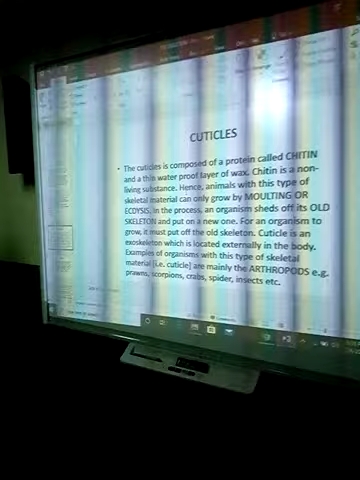 CUTICLES
• The cuticles is composed of a protein called CHITIN
and a thin water proof layer of wax. Chitin is a non-
living substance. Hence, animals with this type of
skeletal material can only grow by MOULTING OR
ECDYSIS, in the process, an organism sheds off its OLD
SKELETON and put on a new one. For an organism to
grow, it must put off the old skeleton. Cuticle is an
exoskeleton which is located externally in the body.
Examples of organisms with this type of skeletal
material [i.e. cuticle] are mainly the ARTHROPODS e.g.
prawns, scorpions, crabs, spider, insects etc.